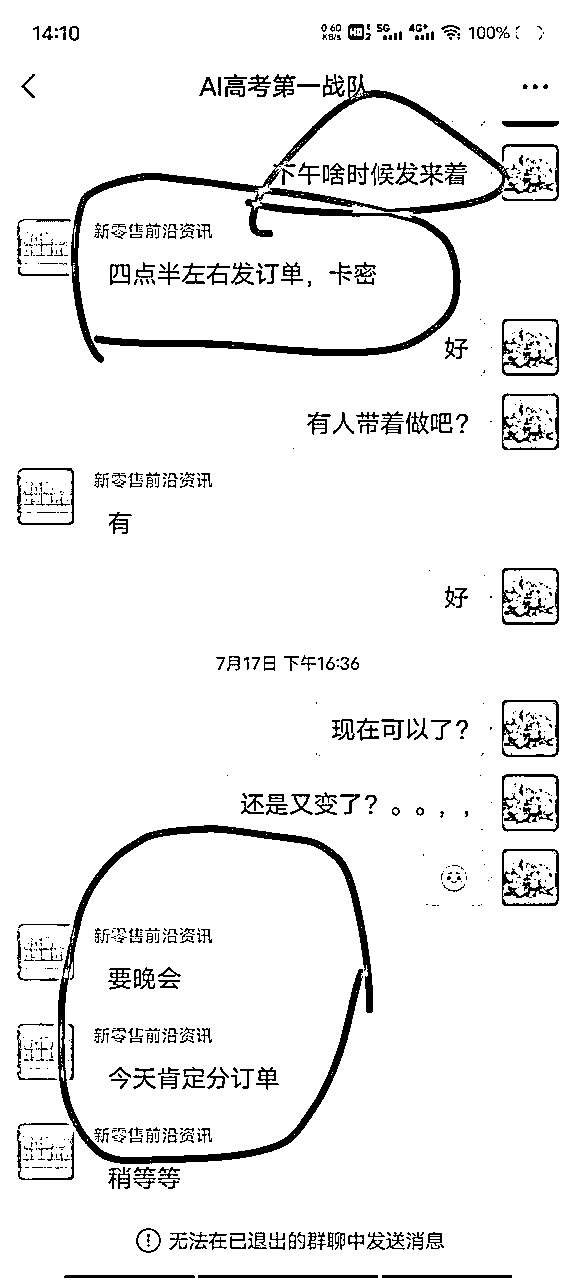 14:10
0.60 KB/s HD 5G 4G+ 100%
AI高考第一战队
下午啥时候发来着
新零售前沿资讯
四点半左右发订单，卡密
好
有人带着做吧？
新零售前沿资讯
有
好
7月17日 下午16:36
现在可以了？
还是又变了？。。，，
新零售前沿资讯
要晚会
新零售前沿资讯
今天肯定分订单
新零售前沿资讯
稍等等
无法在已退出的群聊中发送消息